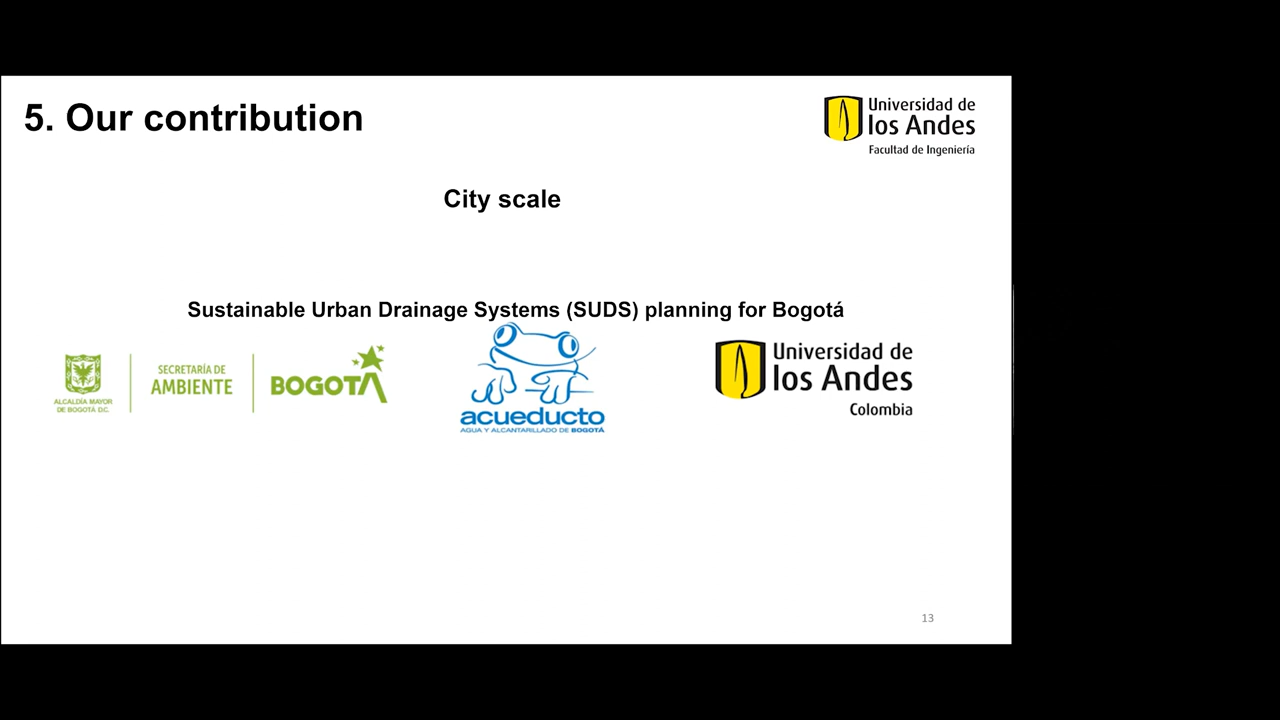 5. Our contribution
Universidad de
los Andes
Facultad de Ingeniería
City scale
Sustainable Urban Drainage Systems (SUDS) planning for Bogotá
ALCALDÍA MAYOR
DE BOGOTÁ D.C.
SECRETARÍA DE
AMBIENTE
BOGOTÁ
acueducto
AGUA Y ALCANTARILLADO DE BOGOTÁ
Universidad de
los Andes
Colombia
13